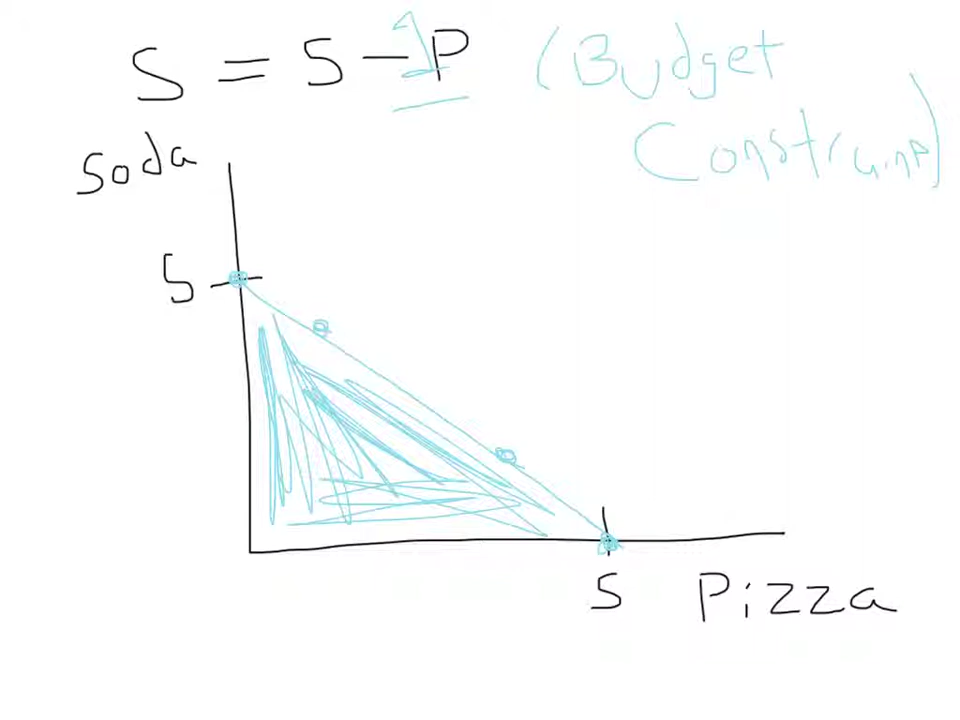 S = 5 - 1P (Budget
Constraint)
Soda
5
5 Pizza